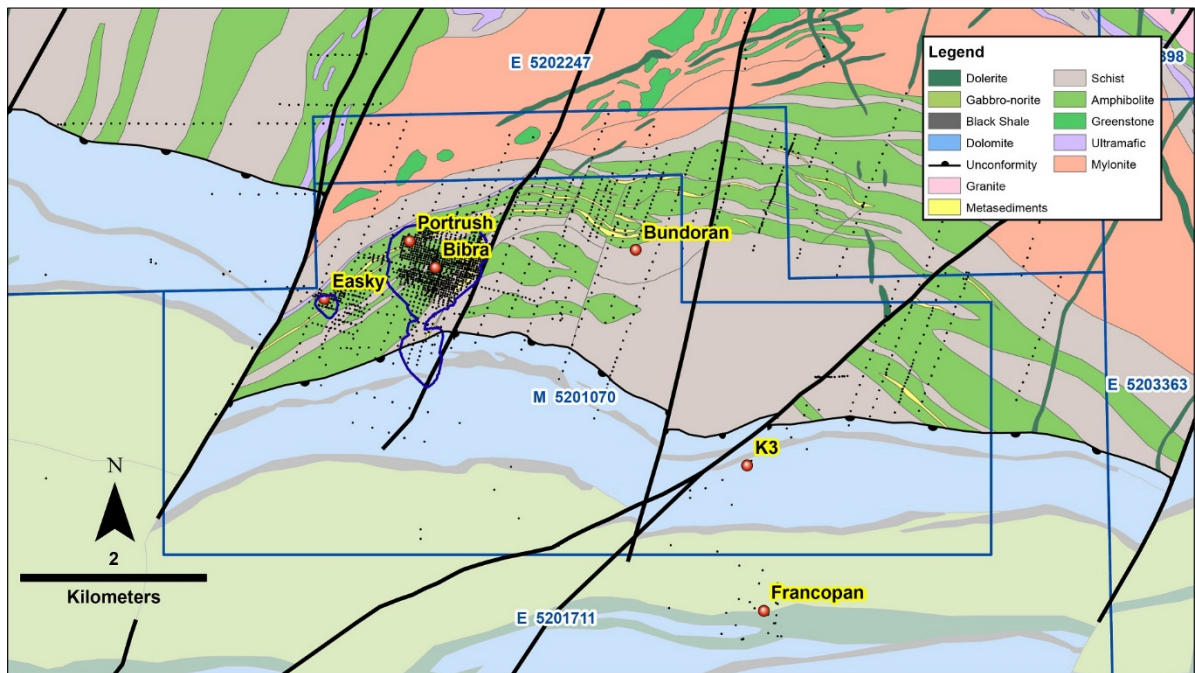 E 5202247
Legend
Dolerite
Gabbro-norite
Black Shale
Dolomite
Unconformity
Granite
Metasediments
Schist
Amphibolite
Greenstone
Ultramafic
Mylonite
398
Portrush
Bibra
Bundoran
Easky
E 5203363
M 5201070
K3
N
2
Kilometers
Francopan
E 5201711